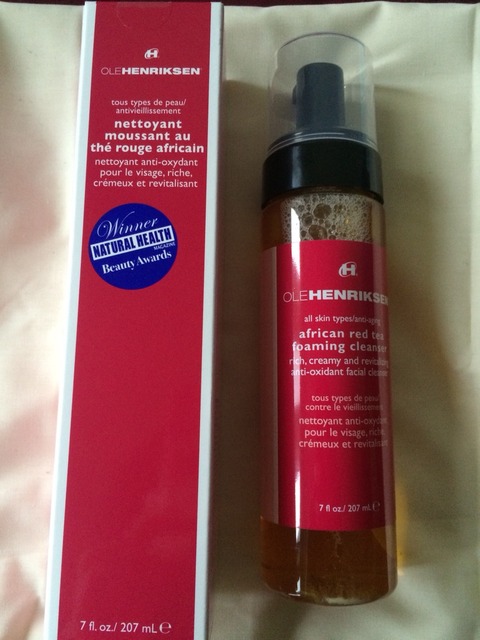 OLEHENRIKSEN
tous types de peau/
antivieillissement
nettoyant
moussant au
thé rouge africain
nettoyant anti-oxydant
pour le visage, riche,
crémeux et revitalisant
Winner
NATURAL HEALTH
MAGAZINE
Beauty Awards
7 fl. oz./ 207 mL ℮
OLEHENRIKSEN
all skin types/anti-aging
african red tea
foaming cleanser
rich, creamy and revitalizing
anti-oxidant facial cleanser
tous types de peau/
contre le vieillissement
nettoyant anti-oxydant
pour le visage, riche
crémeux et revitalisant
7 fl oz./ 207 mL ℮